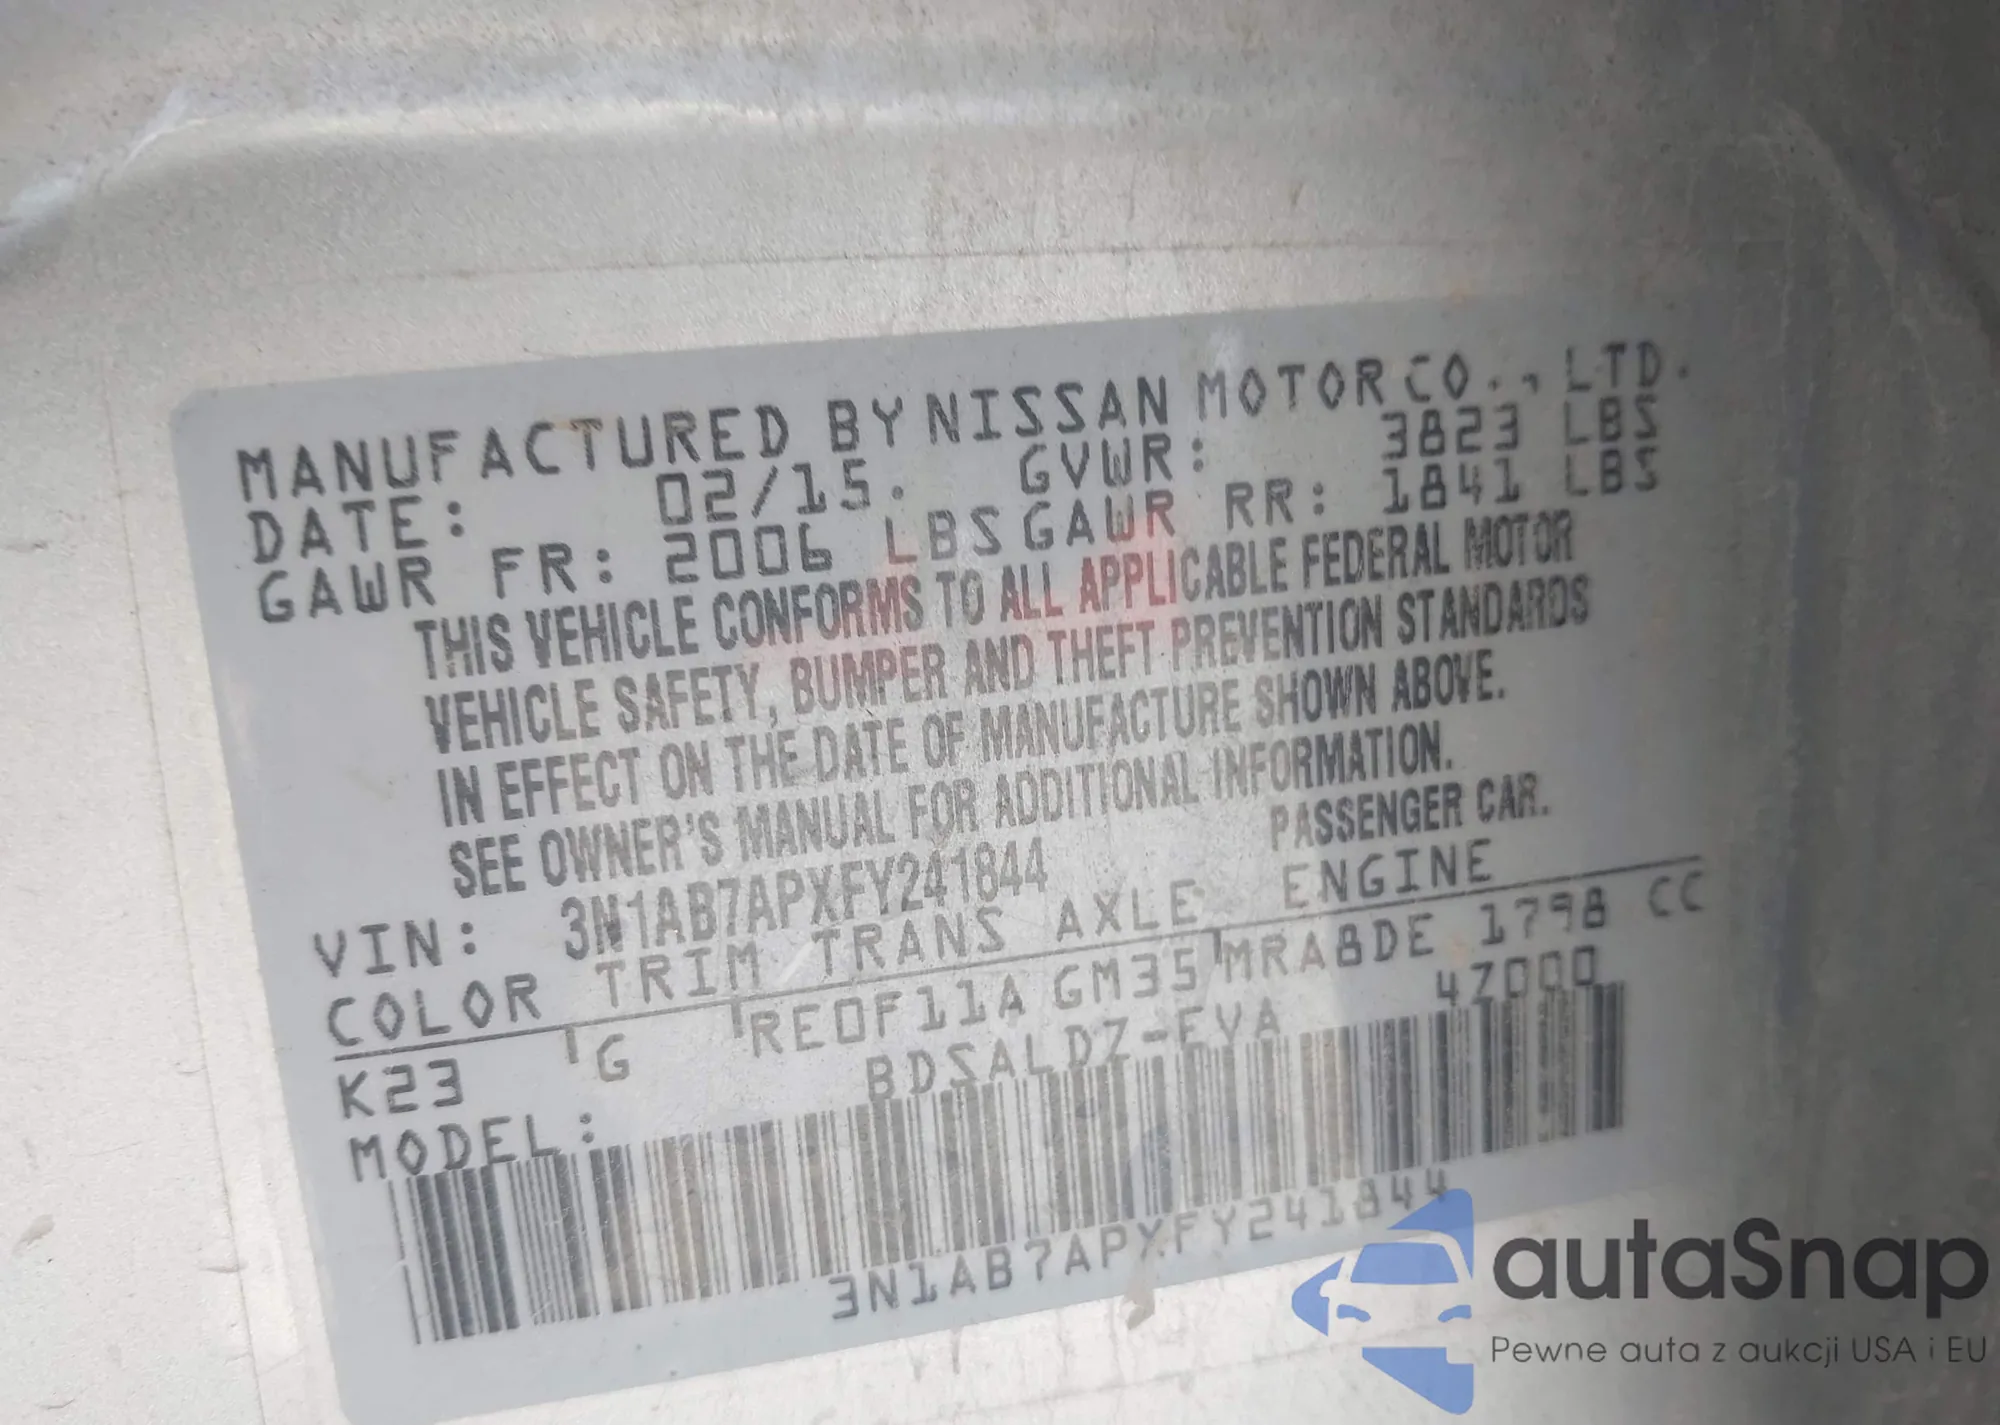 MANUFACTURED BY NISSAN MOTOR CO., LTD.
DATE: 02/15. GVWR: 3823 LBS
GAWR FR: 2006 LBS GAWR RR: 1841 LBS
THIS VEHICLE CONFORMS TO ALL APPLICABLE FEDERAL MOTOR
VEHICLE SAFETY, BUMPER AND THEFT PREVENTION STANDARDS
IN EFFECT ON THE DATE OF MANUFACTURE SHOWN ABOVE.
SEE OWNER'S MANUAL FOR ADDITIONAL INFORMATION.
VIN: 3N1AB7APXFY241844 PASSENGER CAR.
COLOR TRIM TRANS AXLE ENGINE
K23 G RE0F11A GM35 MRA8DE 1798 CC
MODEL: BDSALDZ-EVA 47000
3N1AB7APXFY241844
autaSnap
Pewne auta z aukcji USA i EU